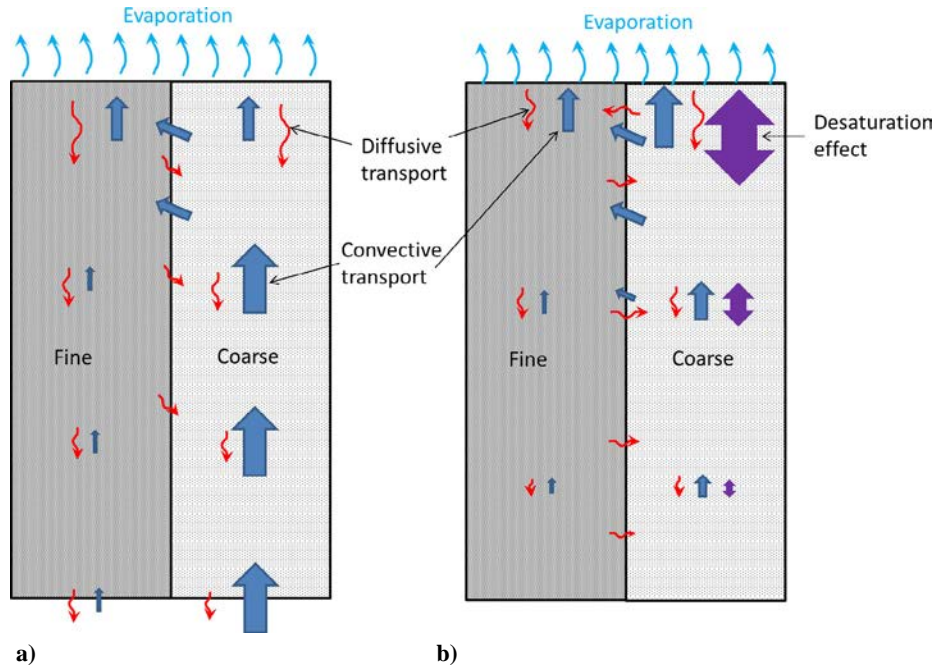 Evaporation
Evaporation
Diffusive
transport
Desaturation
effect
Convective
transport
Fine
Coarse
Fine
Coarse
a)
b)